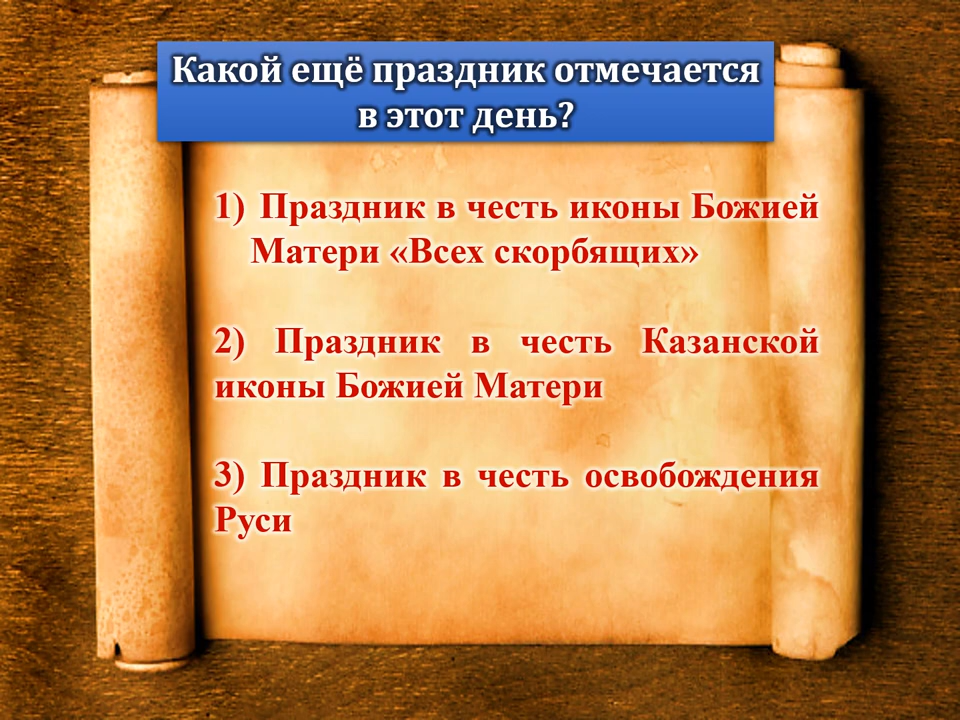 Какой ещё праздник отмечается
в этот день?
1) Праздник в честь иконы Божией
Матери «Всех скорбящих»
2) Праздник в честь Казанской
иконы Божией Матери
3) Праздник в честь освобождения
Руси